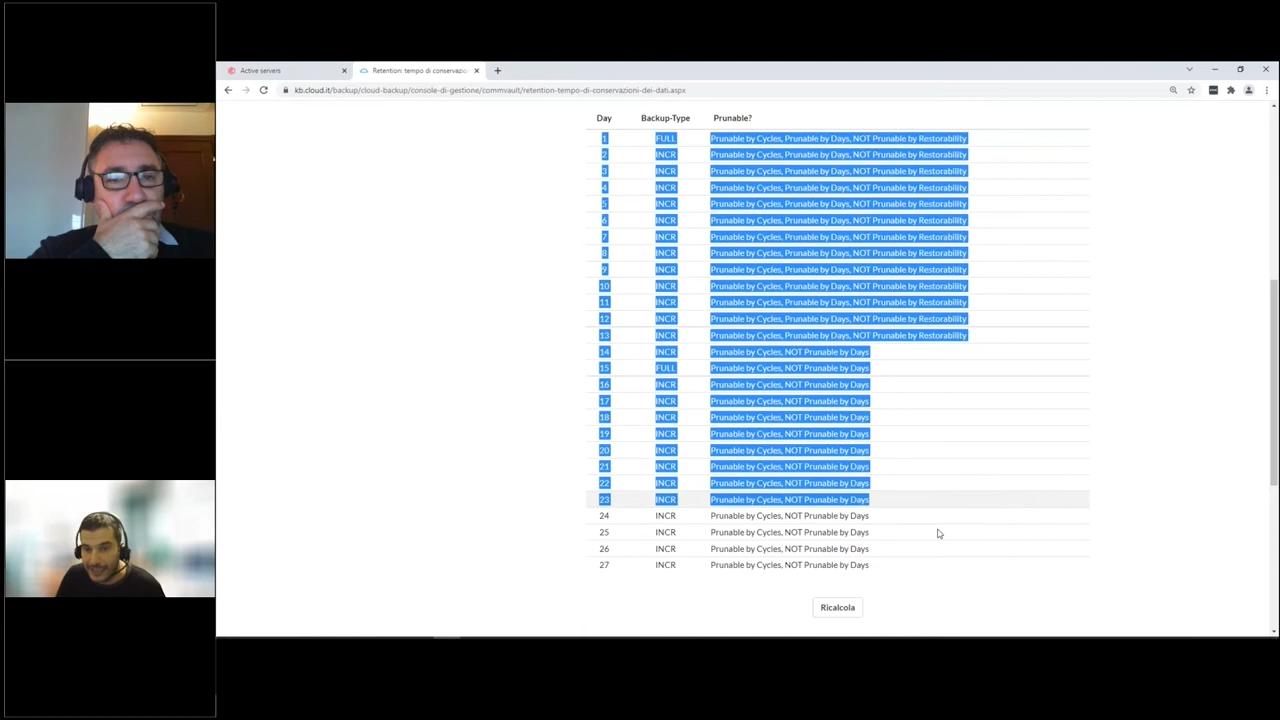 Active servers
Retention: tempo di conservazio
kb.cloud.it/backup/cloud-backup/console-di-gestione/commvault/retention-tempo-di-conservazioni-dei-dati.aspx
Day Backup-Type Prunable?
1 FULL Prunable by Cycles, Prunable by Days, NOT Prunable by Restorability
2 INCR Prunable by Cycles, Prunable by Days, NOT Prunable by Restorability
3 INCR Prunable by Cycles, Prunable by Days, NOT Prunable by Restorability
4 INCR Prunable by Cycles, Prunable by Days, NOT Prunable by Restorability
5 INCR Prunable by Cycles, Prunable by Days, NOT Prunable by Restorability
6 INCR Prunable by Cycles, Prunable by Days, NOT Prunable by Restorability
7 INCR Prunable by Cycles, Prunable by Days, NOT Prunable by Restorability
8 INCR Prunable by Cycles, Prunable by Days, NOT Prunable by Restorability
9 INCR Prunable by Cycles, Prunable by Days, NOT Prunable by Restorability
10 INCR Prunable by Cycles, Prunable by Days, NOT Prunable by Restorability
11 INCR Prunable by Cycles, Prunable by Days, NOT Prunable by Restorability
12 INCR Prunable by Cycles, Prunable by Days, NOT Prunable by Restorability
13 INCR Prunable by Cycles, Prunable by Days, NOT Prunable by Restorability
14 INCR Prunable by Cycles, NOT Prunable by Days
15 FULL Prunable by Cycles, NOT Prunable by Days
16 INCR Prunable by Cycles, NOT Prunable by Days
17 INCR Prunable by Cycles, NOT Prunable by Days
18 INCR Prunable by Cycles, NOT Prunable by Days
19 INCR Prunable by Cycles, NOT Prunable by Days
20 INCR Prunable by Cycles, NOT Prunable by Days
21 INCR Prunable by Cycles, NOT Prunable by Days
22 INCR Prunable by Cycles, NOT Prunable by Days
23 INCR Prunable by Cycles, NOT Prunable by Days
24 INCR Prunable by Cycles, NOT Prunable by Days
25 INCR Prunable by Cycles, NOT Prunable by Days
26 INCR Prunable by Cycles, NOT Prunable by Days
27 INCR Prunable by Cycles, NOT Prunable by Days
Ricalcola